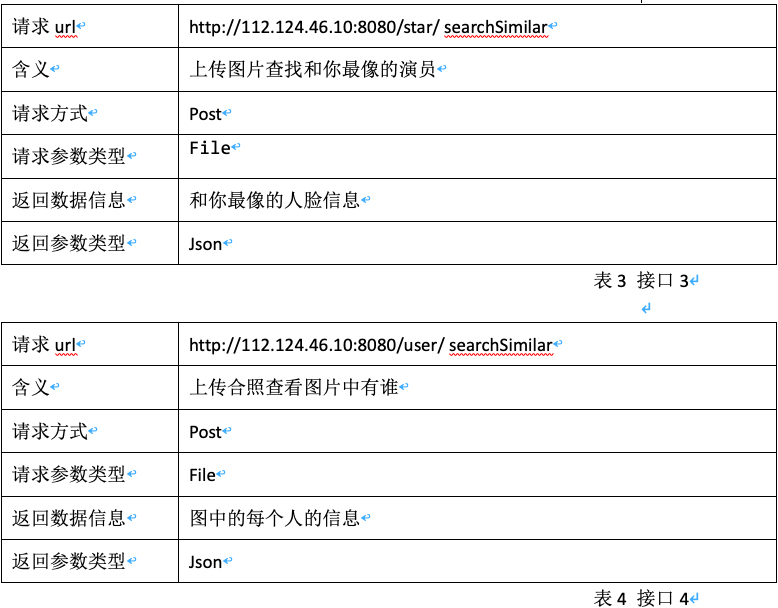 请求 url http://112.124.46.10:8080/star/ searchSimilar
含义 上传图片查找和你最像的演员
请求方式 Post
请求参数类型 File
返回数据信息 和你最像的人脸信息
返回参数类型 Json
表 3 接口 3
请求 url http://112.124.46.10:8080/user/ searchSimilar
含义 上传合照查看图片中有谁
请求方式 Post
请求参数类型 File
返回数据信息 图中的每个人的信息
返回参数类型 Json
表 4 接口 4